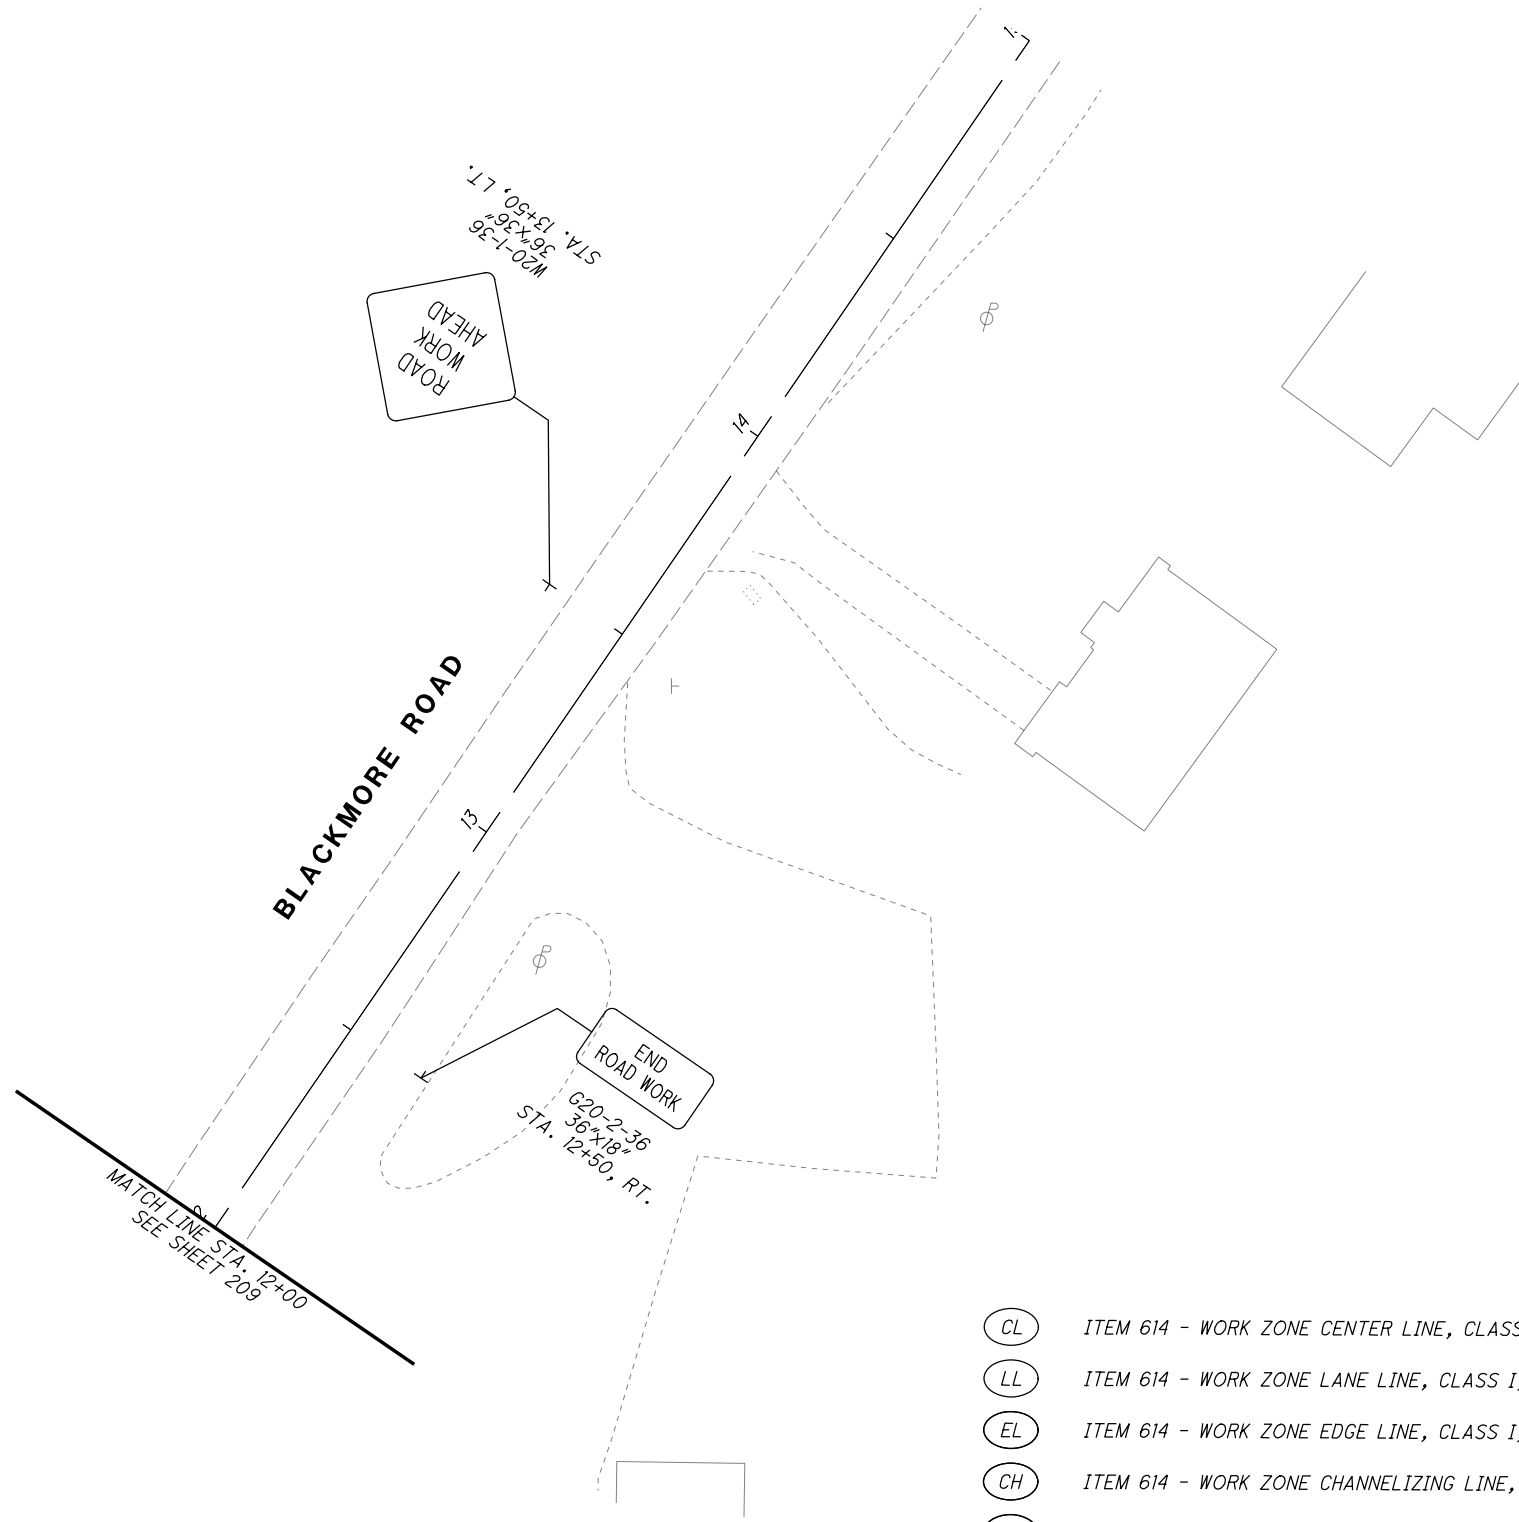 W20-1-36
36"x36"
STA. 13+50, LT.
ROAD
WORK
AHEAD
14
BLACKMORE ROAD
13
END
ROAD WORK
G20-2-36
36"x18"
STA. 12+50, RT.
MATCH LINE STA. 12+00
SEE SHEET 209
CL ITEM 614 - WORK ZONE CENTER LINE, CLASS
LL ITEM 614 - WORK ZONE LANE LINE, CLASS I,
EL ITEM 614 - WORK ZONE EDGE LINE, CLASS I,
CH ITEM 614 - WORK ZONE CHANNELIZING LINE,